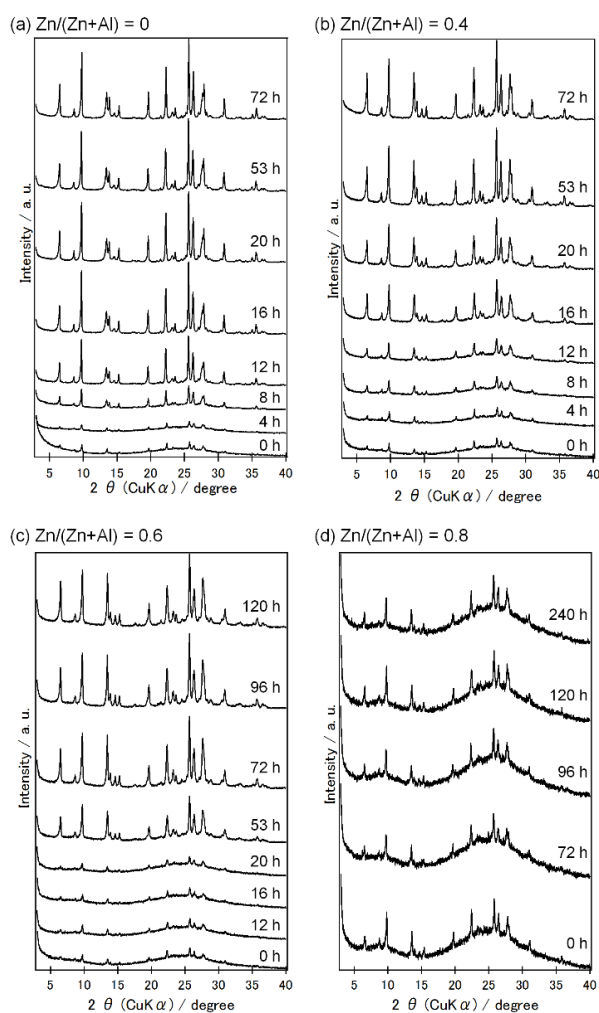 (a) Zn/(Zn+Al) = 0
72 h
53 h
20 h
16 h
12 h
8 h
4 h
0 h
Intensity / a. u.
5 10 15 20 25 30 35 40
2 θ (CuKα) / degree
(b) Zn/(Zn+Al) = 0.4
72 h
53 h
20 h
16 h
12 h
8 h
4 h
0 h
Intensity / a. u.
5 10 15 20 25 30 35 40
2 θ (CuKα) / degree
(c) Zn/(Zn+Al) = 0.6
120 h
96 h
72 h
53 h
20 h
16 h
12 h
0 h
Intensity / a. u.
5 10 15 20 25 30 35 40
2 θ (CuKα) / degree
(d) Zn/(Zn+Al) = 0.8
240 h
120 h
96 h
72 h
0 h
Intensity / a. u.
5 10 15 20 25 30 35 40
2 θ (CuKα) / degree